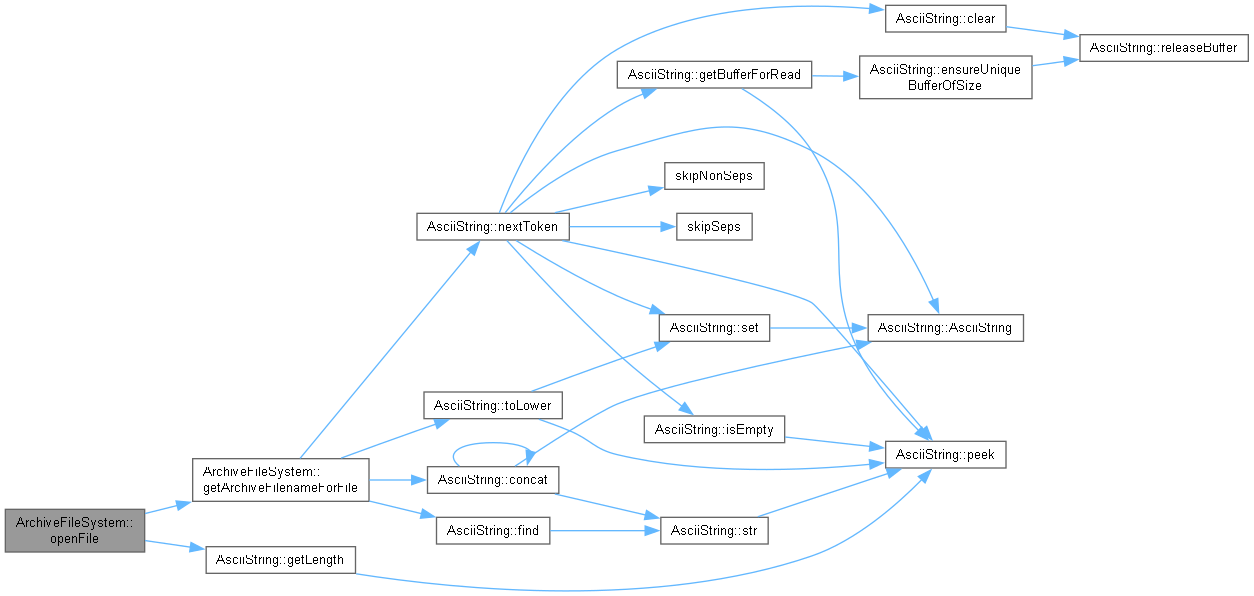 AsciiString::clear
AsciiString::releaseBuffer
AsciiString::getBufferForRead
AsciiString::ensureUnique
BufferOfSize
skipNonSeps
AsciiString::nextToken
skipSeps
AsciiString::set
AsciiString::AsciiString
AsciiString::toLower
AsciiString::isEmpty
AsciiString::peek
ArchiveFileSystem::
getArchiveFilenameForFile
AsciiString::concat
ArchiveFileSystem::
openFile
AsciiString::find
AsciiString::str
AsciiString::getLength